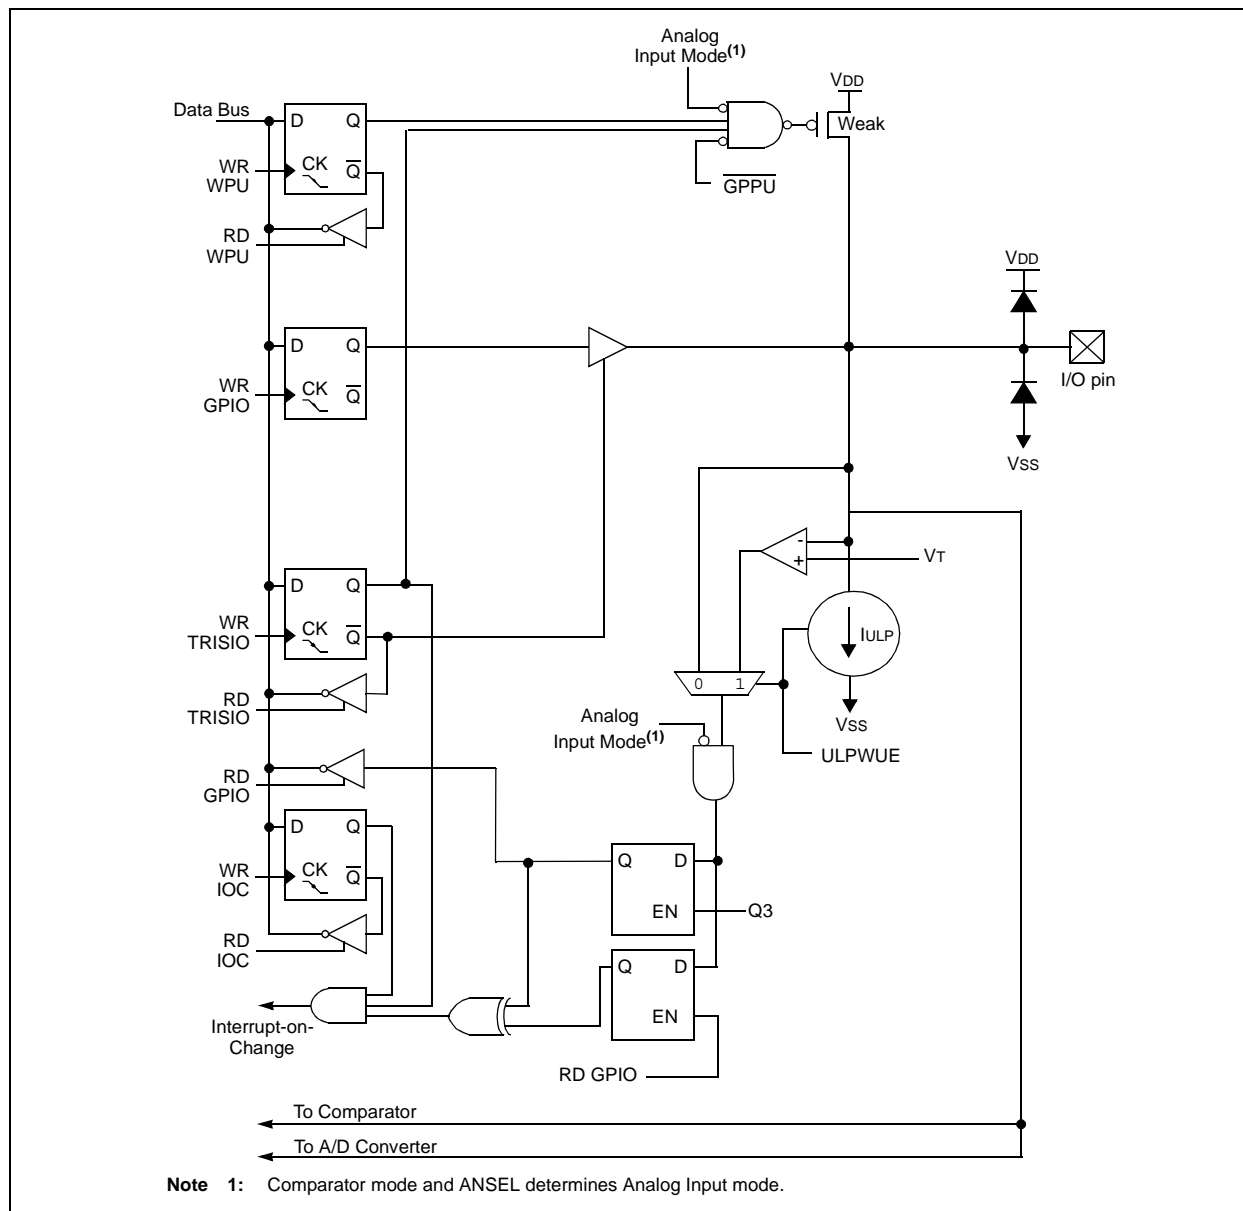 Analog
Input Mode(1)
VDD
Data Bus
D
Q
Weak
WR
WPU
CK
Q
GPPU
RD
WPU
VDD
D
Q
WR
GPIO
CK
Q
I/O pin
VSS
-
+
VT
D
Q
WR
TRISIO
CK
Q
IULP
0
1
RD
TRISIO
VSS
Analog
Input Mode(1)
ULPWUE
RD
GPIO
D
Q
WR
IOC
CK
Q
Q
D
EN
Q3
RD
IOC
Q
D
EN
Interrupt-on-
Change
RD GPIO
To Comparator
To A/D Converter
Note 1: Comparator mode and ANSEL determines Analog Input mode.